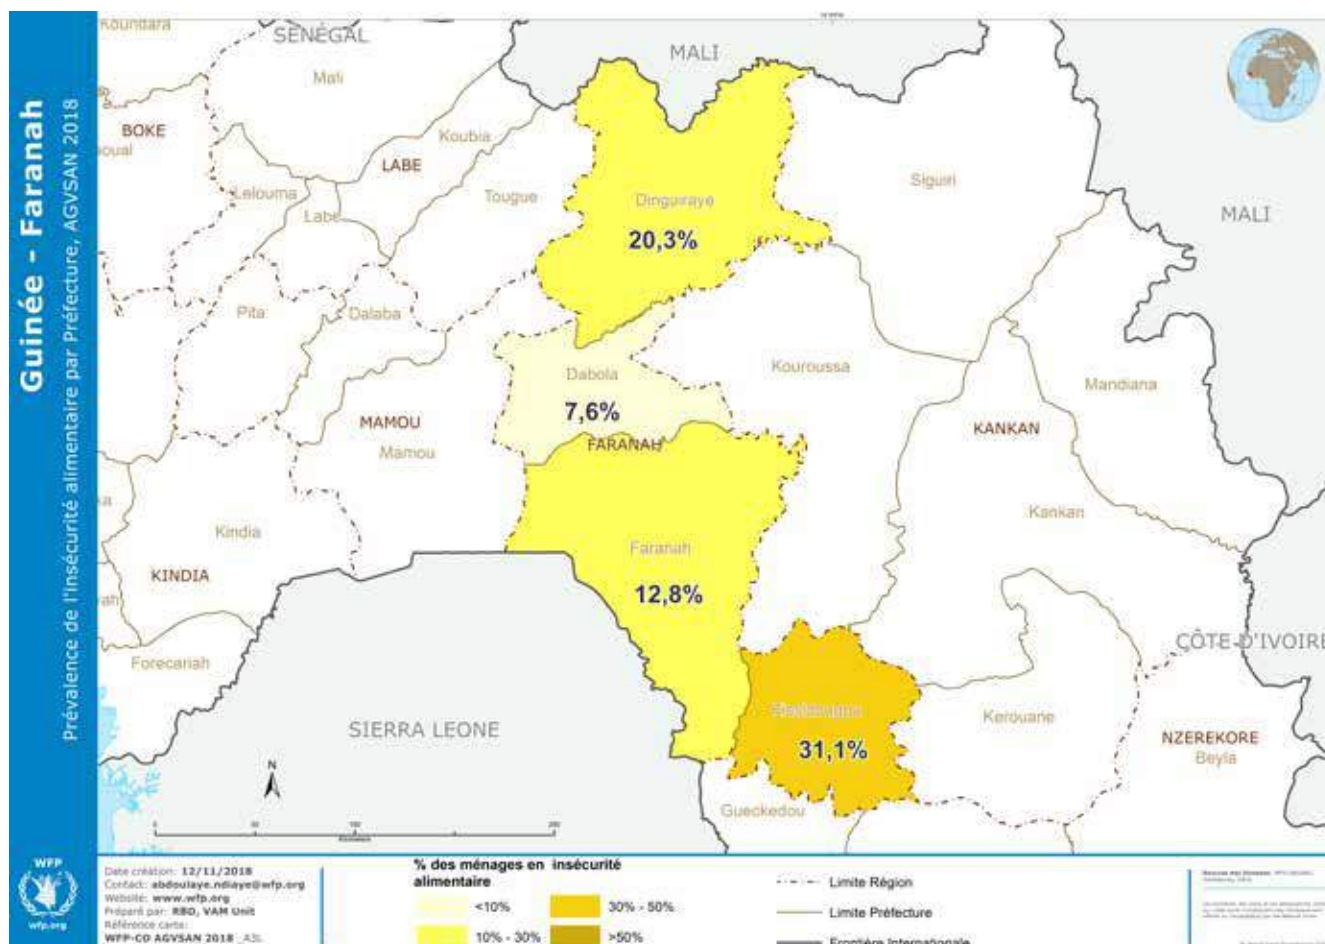 Guinée - Faranah
Prévalence de l'insécurité alimentaire par Préfecture, AGVSAN 2018
Koundara
SENEGAL
MALI
Mali
BOKE
oual
Koubia
LABE
Lelouma
Labe
Tougue
Dinguiraye
20,3%
Siguiri
MALI
Pita
Dalaba
Dabola
7,6%
Kouroussa
Mandiana
MAMOU
Mamou
FARANAH
KANKAN
Kankan
Kindia
KINDIA
Faranah
12,8%
Forecariah
CÔTE D'IVOIRE
SIERRA LEONE
31,1%
Kerouane
NZEREKORE
Beyla
Gueckedou
N
WFP
wfp.org
Date création: 12/11/2018
Contact: abdoulaye.ndiaye@wfp.org
Website: www.wfp.org
Préparé par: RBD, VAM Unit
Référence carte:
WFP-CO AGVSAN 2018
% des ménages en insécurité
alimentaire
<10%
30% - 50%
10% - 30%
>50%
Limite Région
Limite Préfecture
Frontière Internationale